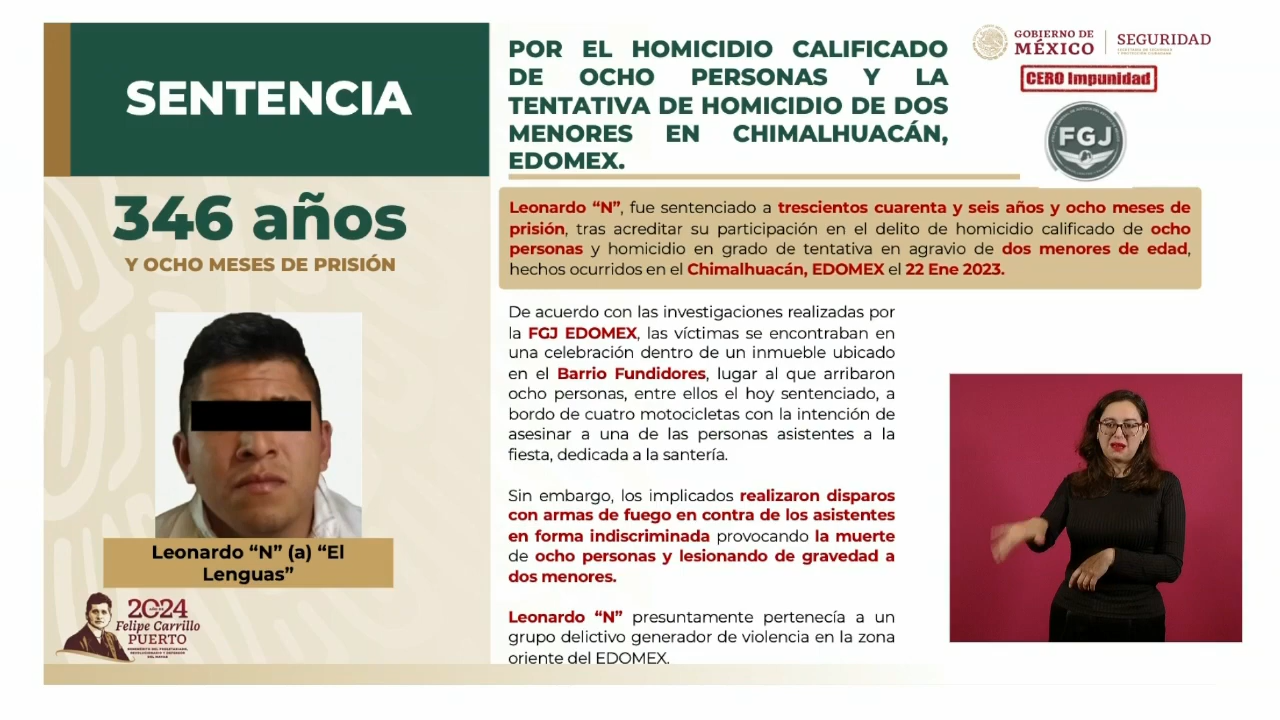 SENTENCIA
346 años
Y OCHO MESES DE PRISIÓN
Leonardo “N” (a) “El
Lenguas”
2024
Felipe Carrillo
PUERTO
POR EL HOMICIDIO CALIFICADO
DE OCHO PERSONAS Y LA
TENTATIVA DE HOMICIDIO DE DOS
MENORES EN CHIMALHUACÁN,
EDOMEX.
GOBIERNO DE
MÉXICO
SEGURIDAD
CERO Impunidad
FGJ
Leonardo “N”, fue sentenciado a trescientos cuarenta y seis años y ocho meses de
prisión, tras acreditar su participación en el delito de homicidio calificado de ocho
personas y homicidio en grado de tentativa en agravio de dos menores de edad,
hechos ocurridos en el Chimalhuacán, EDOMEX el 22 Ene 2023.
De acuerdo con las investigaciones realizadas por
la FGJ EDOMEX, las víctimas se encontraban en
una celebración dentro de un inmueble ubicado
en el Barrio Fundidores, lugar al que arribaron
ocho personas, entre ellos el hoy sentenciado, a
bordo de cuatro motocicletas con la intención de
asesinar a una de las personas asistentes a la
fiesta, dedicada a la santería.
Sin embargo, los implicados realizaron disparos
con armas de fuego en contra de los asistentes
en forma indiscriminada provocando la muerte
de ocho personas y lesionando de gravedad a
dos menores.
Leonardo “N” presuntamente pertenecía a un
grupo delictivo generador de violencia en la zona
oriente del EDOMEX.